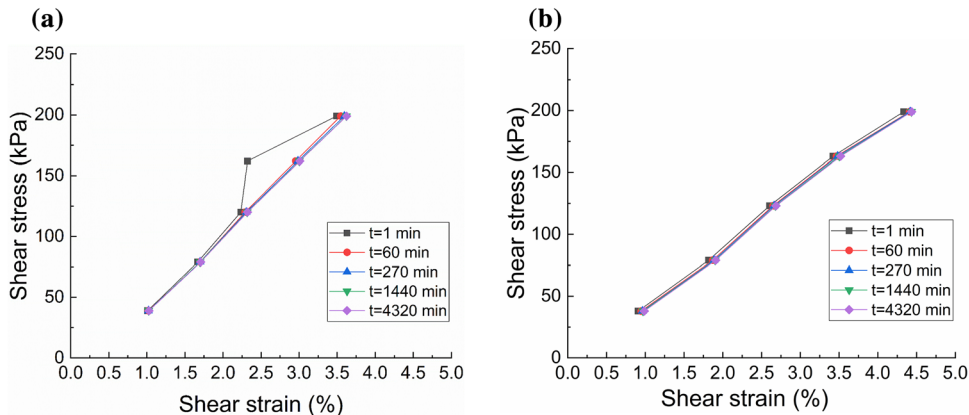 (a)
250
200
150
100
50
0
Shear stress (kPa)
t=1 min
t=60 min
t=270 min
t=1440 min
t=4320 min
0.0 0.5 1.0 1.5 2.0 2.5 3.0 3.5 4.0 4.5 5.0
Shear strain (%)
(b)
250
200
150
100
50
0
Shear stress (kPa)
t=1 min
t=60 min
t=270 min
t=1440 min
t=4320 min
0.0 0.5 1.0 1.5 2.0 2.5 3.0 3.5 4.0 4.5 5.0
Shear strain (%)